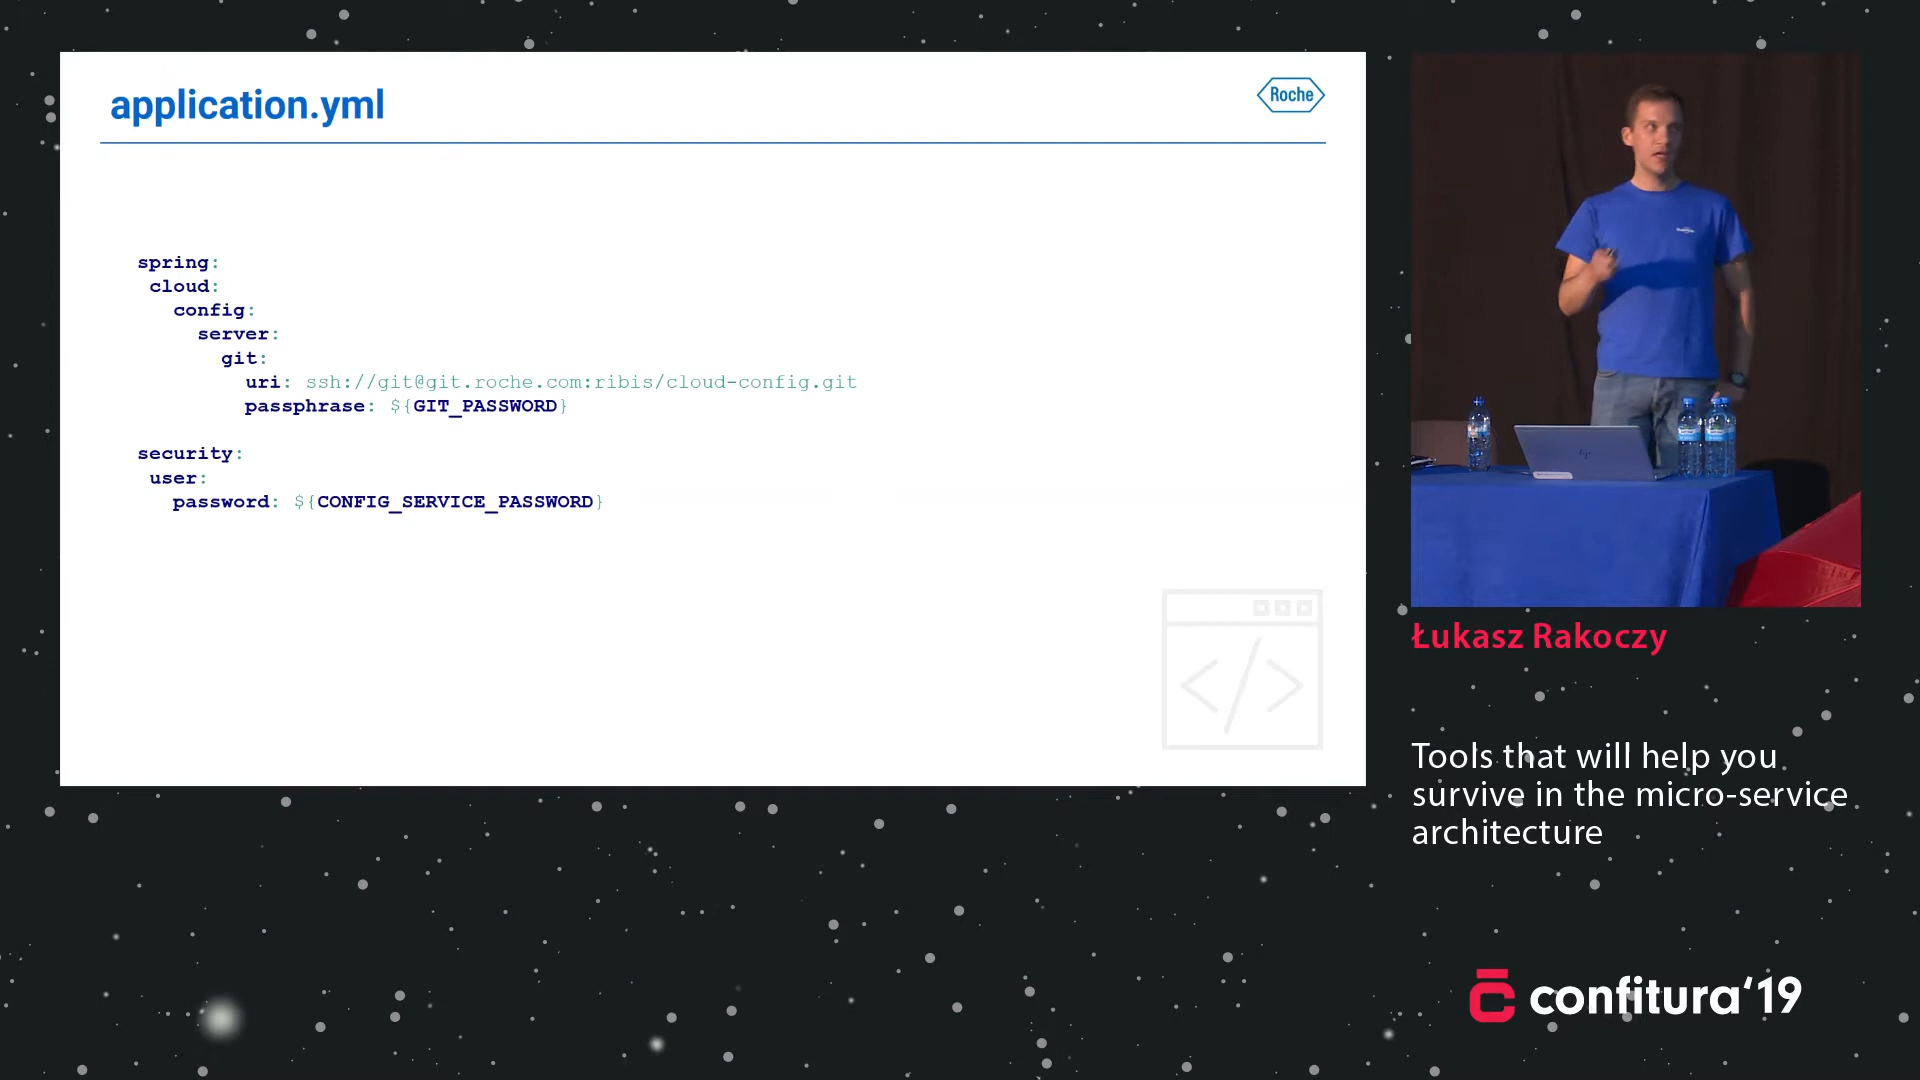 application.yml
Roche
spring:
cloud:
config:
server:
git:
uri: ssh://git@git.roche.com:ribis/cloud-config.git
passphrase: ${GIT_PASSWORD}
security:
user:
password: ${CONFIG_SERVICE_PASSWORD}
</>
Łukasz Rakoczy
Tools that will help you
survive in the micro-service
architecture
confitura'19